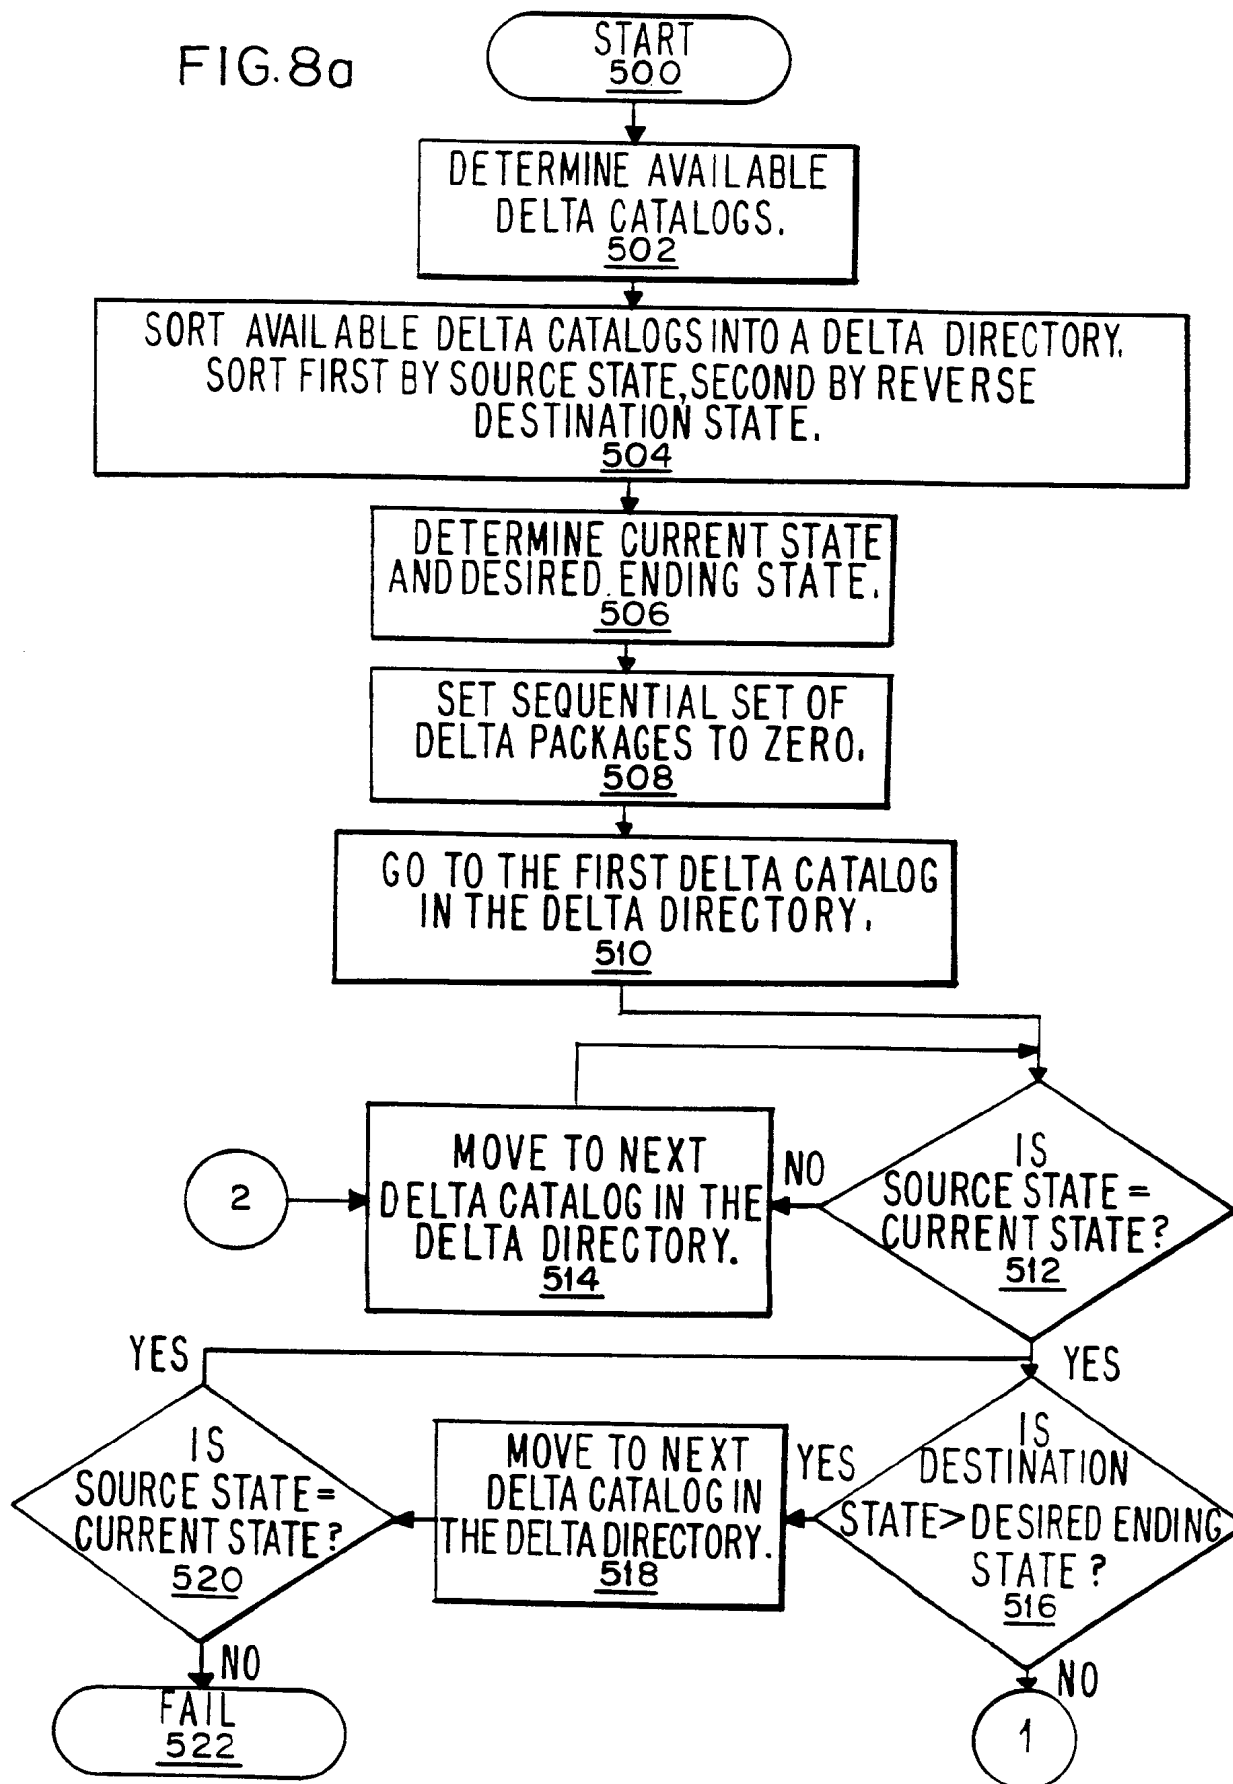 FIG.8a
START
500
DETERMINE AVAILABLE
DELTA CATALOGS.
502
SORT AVAILABLE DELTA CATALOGS INTO A DELTA DIRECTORY.
SORT FIRST BY SOURCE STATE, SECOND BY REVERSE
DESTINATION STATE.
504
DETERMINE CURRENT STATE
AND DESIRED ENDING STATE.
506
SET SEQUENTIAL SET OF
DELTA PACKAGES TO ZERO.
508
GO TO THE FIRST DELTA CATALOG
IN THE DELTA DIRECTORY.
510
2
MOVE TO NEXT
DELTA CATALOG IN THE
DELTA DIRECTORY.
514
NO
IS
SOURCE STATE =
CURRENT STATE?
512
YES
YES
IS
SOURCE STATE =
CURRENT STATE?
520
MOVE TO NEXT
DELTA CATALOG IN
THE DELTA DIRECTORY.
518
YES
IS
DESTINATION
STATE > DESIRED ENDING
STATE ?
516
NO
FAIL
522
NO
1